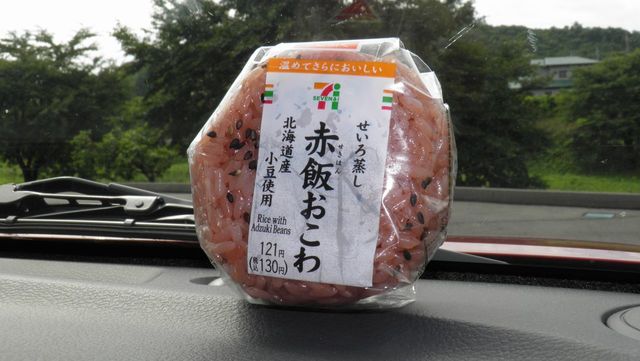 温めてさらにおいしい
7
SEVEN&i
せいろ蒸し
赤飯おこわ
せきはん
北海道産
小豆使用
Rice with
Adzuki Beans
121円
(税込130円)